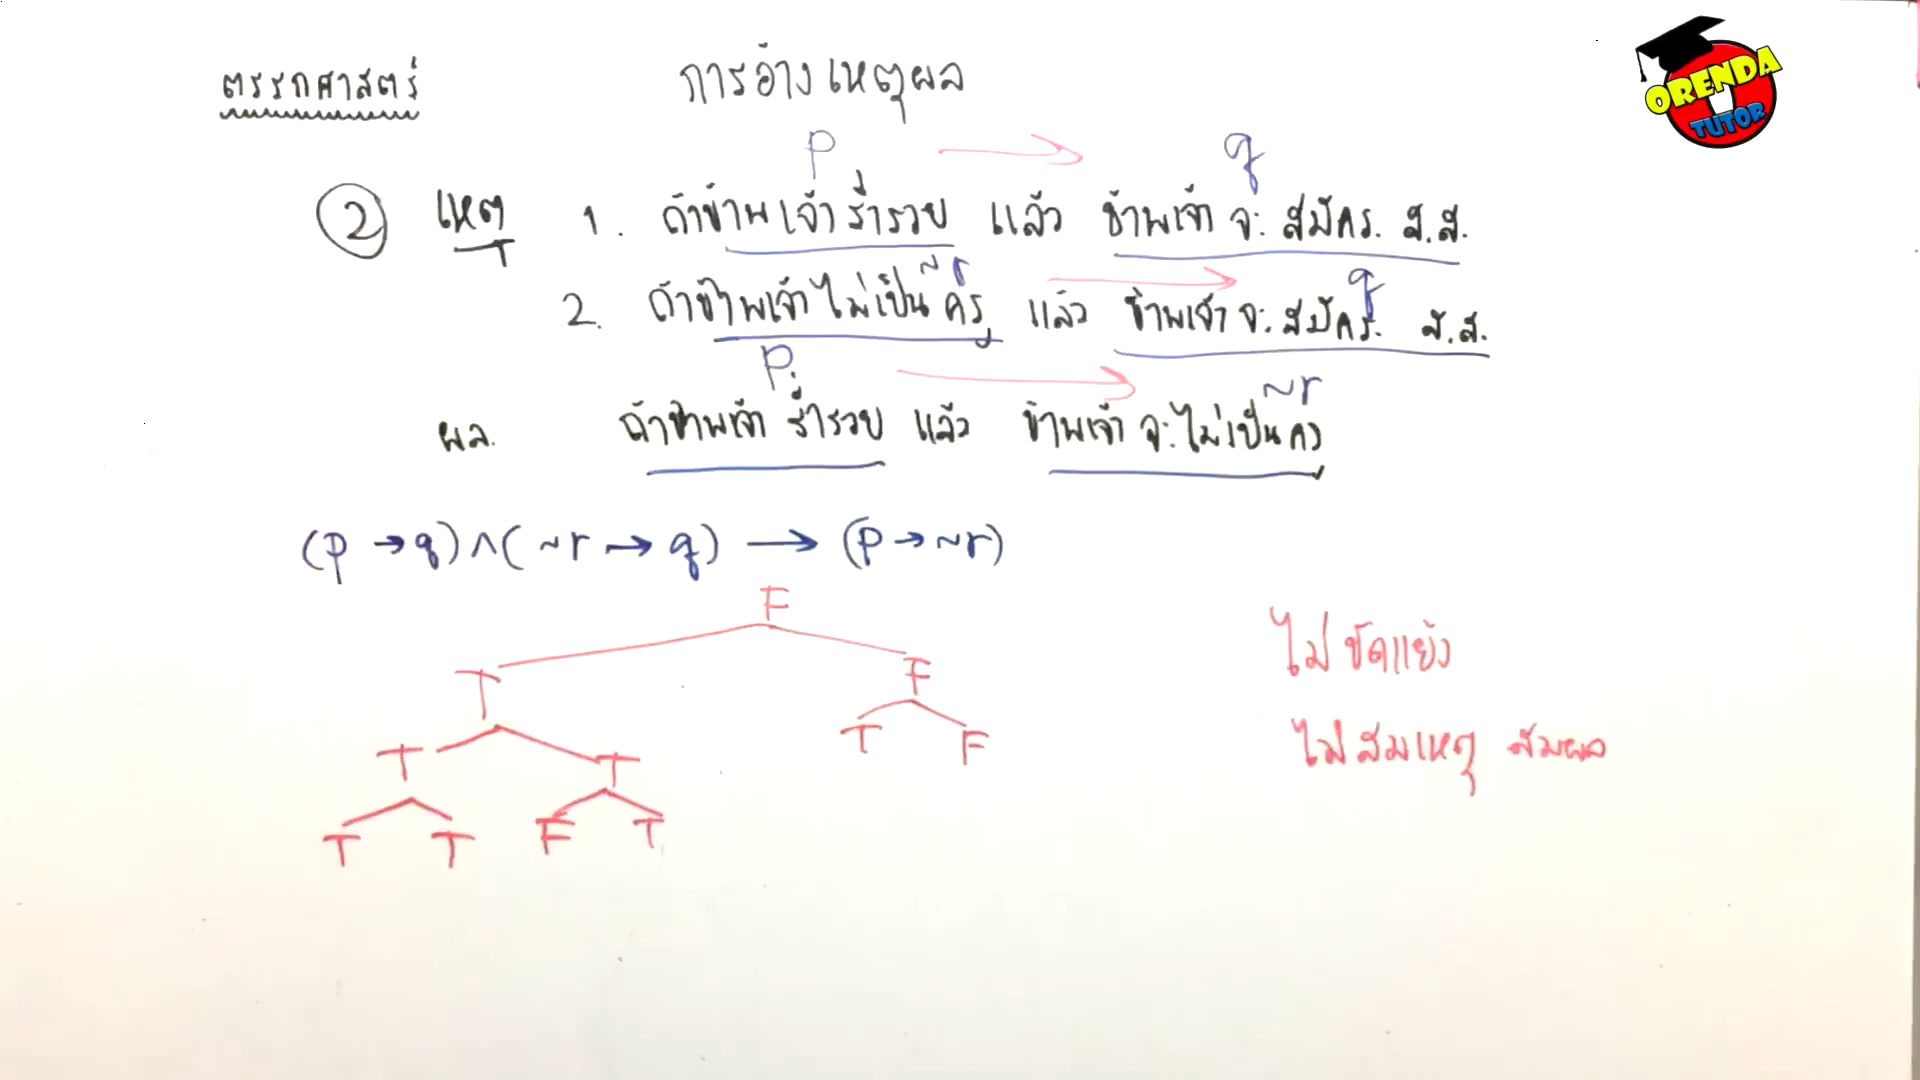 ตรรกศาสตร์ การอ้างเหตุผล
ORENDA TUTOR
p → q
② เหตุ 1. ถ้าข้าพเจ้าร่ำรวย แล้ว ข้าพเจ้าจะสมัคร ส.ส.
T
~r → q
2. ถ้าข้าพเจ้าไม่เป็นครู แล้ว ข้าพเจ้าจะสมัคร ส.ส.
p → ~r
ผล. ถ้าข้าพเจ้าร่ำรวย แล้ว ข้าพเจ้าจะไม่เป็นครู
(p → q) ∧ (~r → q) → (p → ~r)
F
ไม่ขัดแย้ง
T F
T F
ไม่สมเหตุ สมผล
T T
T T F T